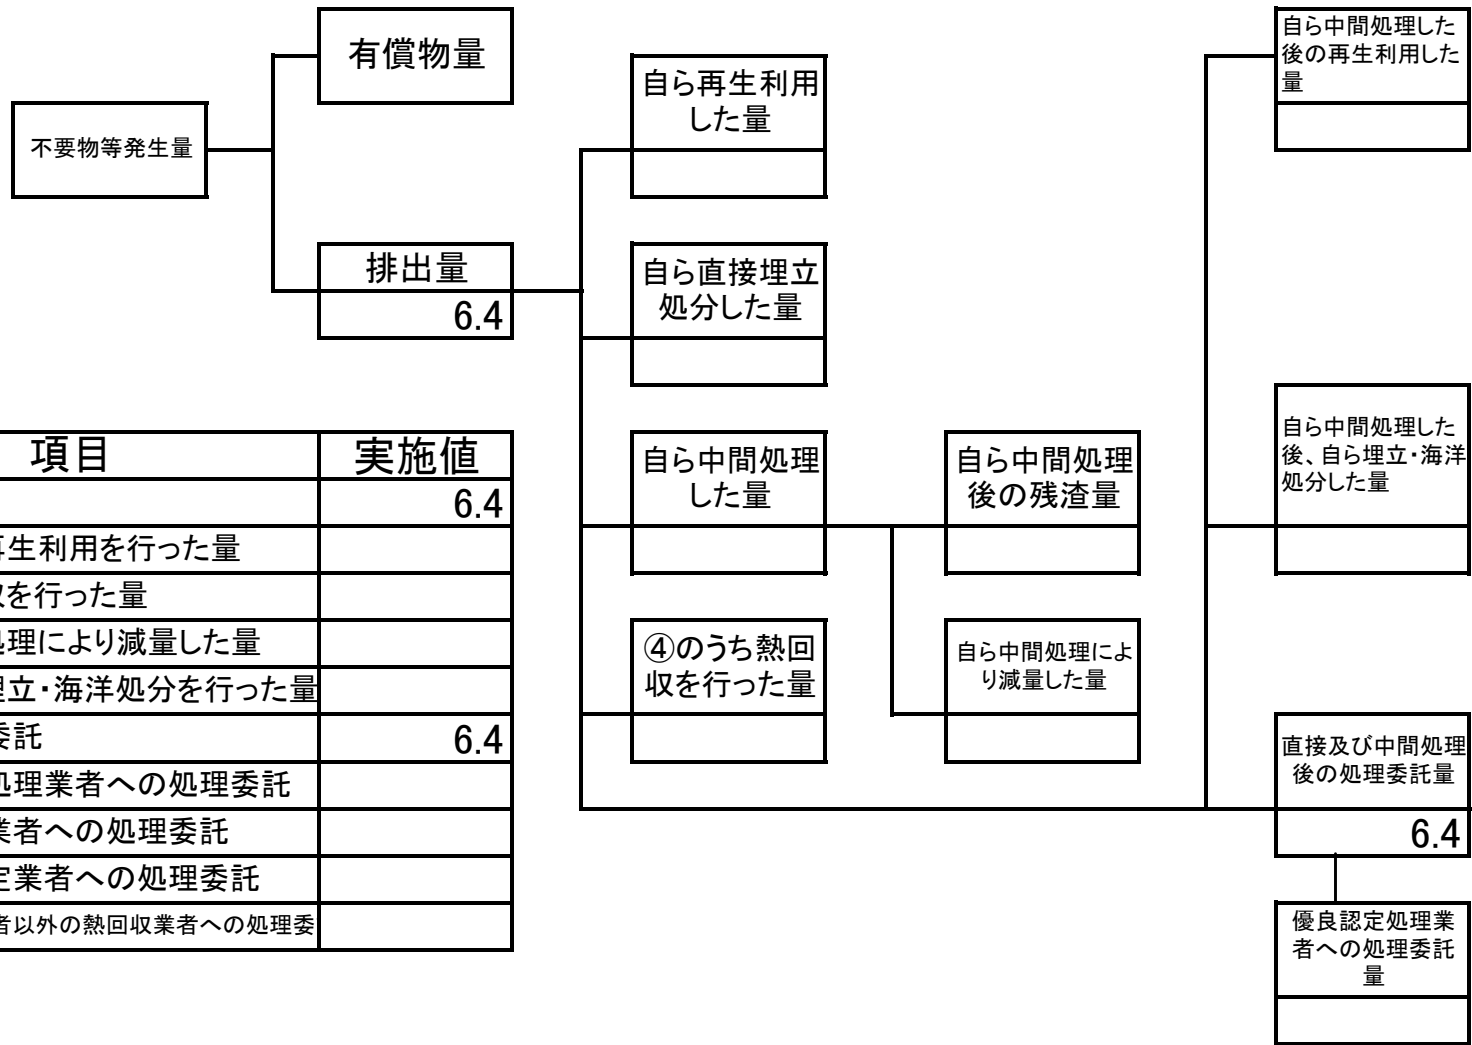 有償物量
不要物等発生量
排出量
6.4
自ら再生利用
した量
自ら直接埋立
処分した量
自ら中間処理
した量
④のうち熱回
収を行った量
自ら中間処理
後の残渣量
自ら中間処理によ
り減量した量
自ら中間処理した
後の再生利用した
量
自ら中間処理した
後、自ら埋立・海洋
処分した量
直接及び中間処理
後の処理委託量
6.4
優良認定処理業
者への処理委託
量
項目 実施値
6.4
生利用を行った量
を行った量
理により減量した量
立・海洋処分を行った量
託 6.4
処理業者への処理委託
業者への処理委託
定業者への処理委託
者以外の熱回収業者への処理委